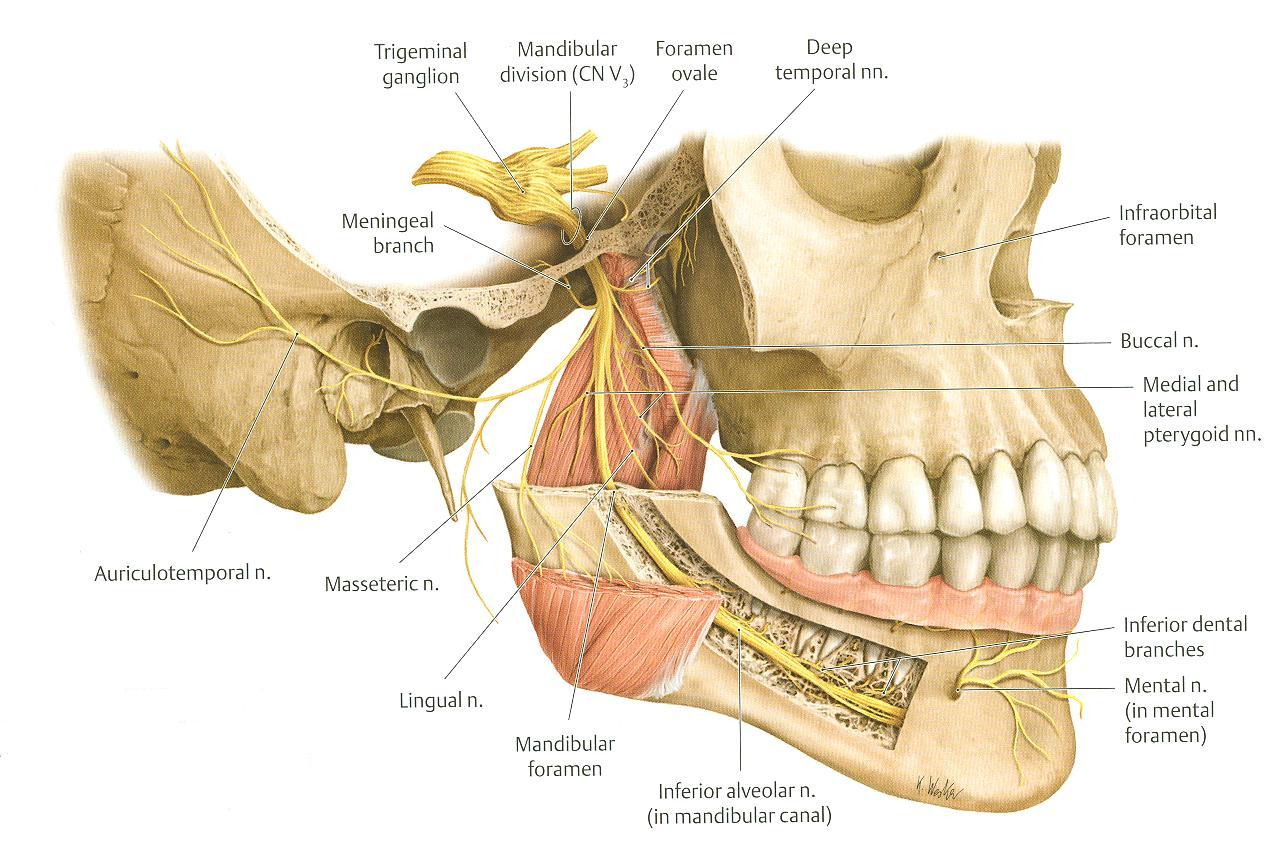 Trigeminal
ganglion
Mandibular
division (CN V₃)
Foramen
ovale
Deep
temporal nn.
Meningeal
branch
Infraorbital
foramen
Buccal n.
Medial and
lateral
pterygoid nn.
Auriculotemporal n.
Masseteric n.
Lingual n.
Mandibular
foramen
Inferior alveolar n.
(in mandibular canal)
Inferior dental
branches
Mental n.
(in mental
foramen)
K. Wesker